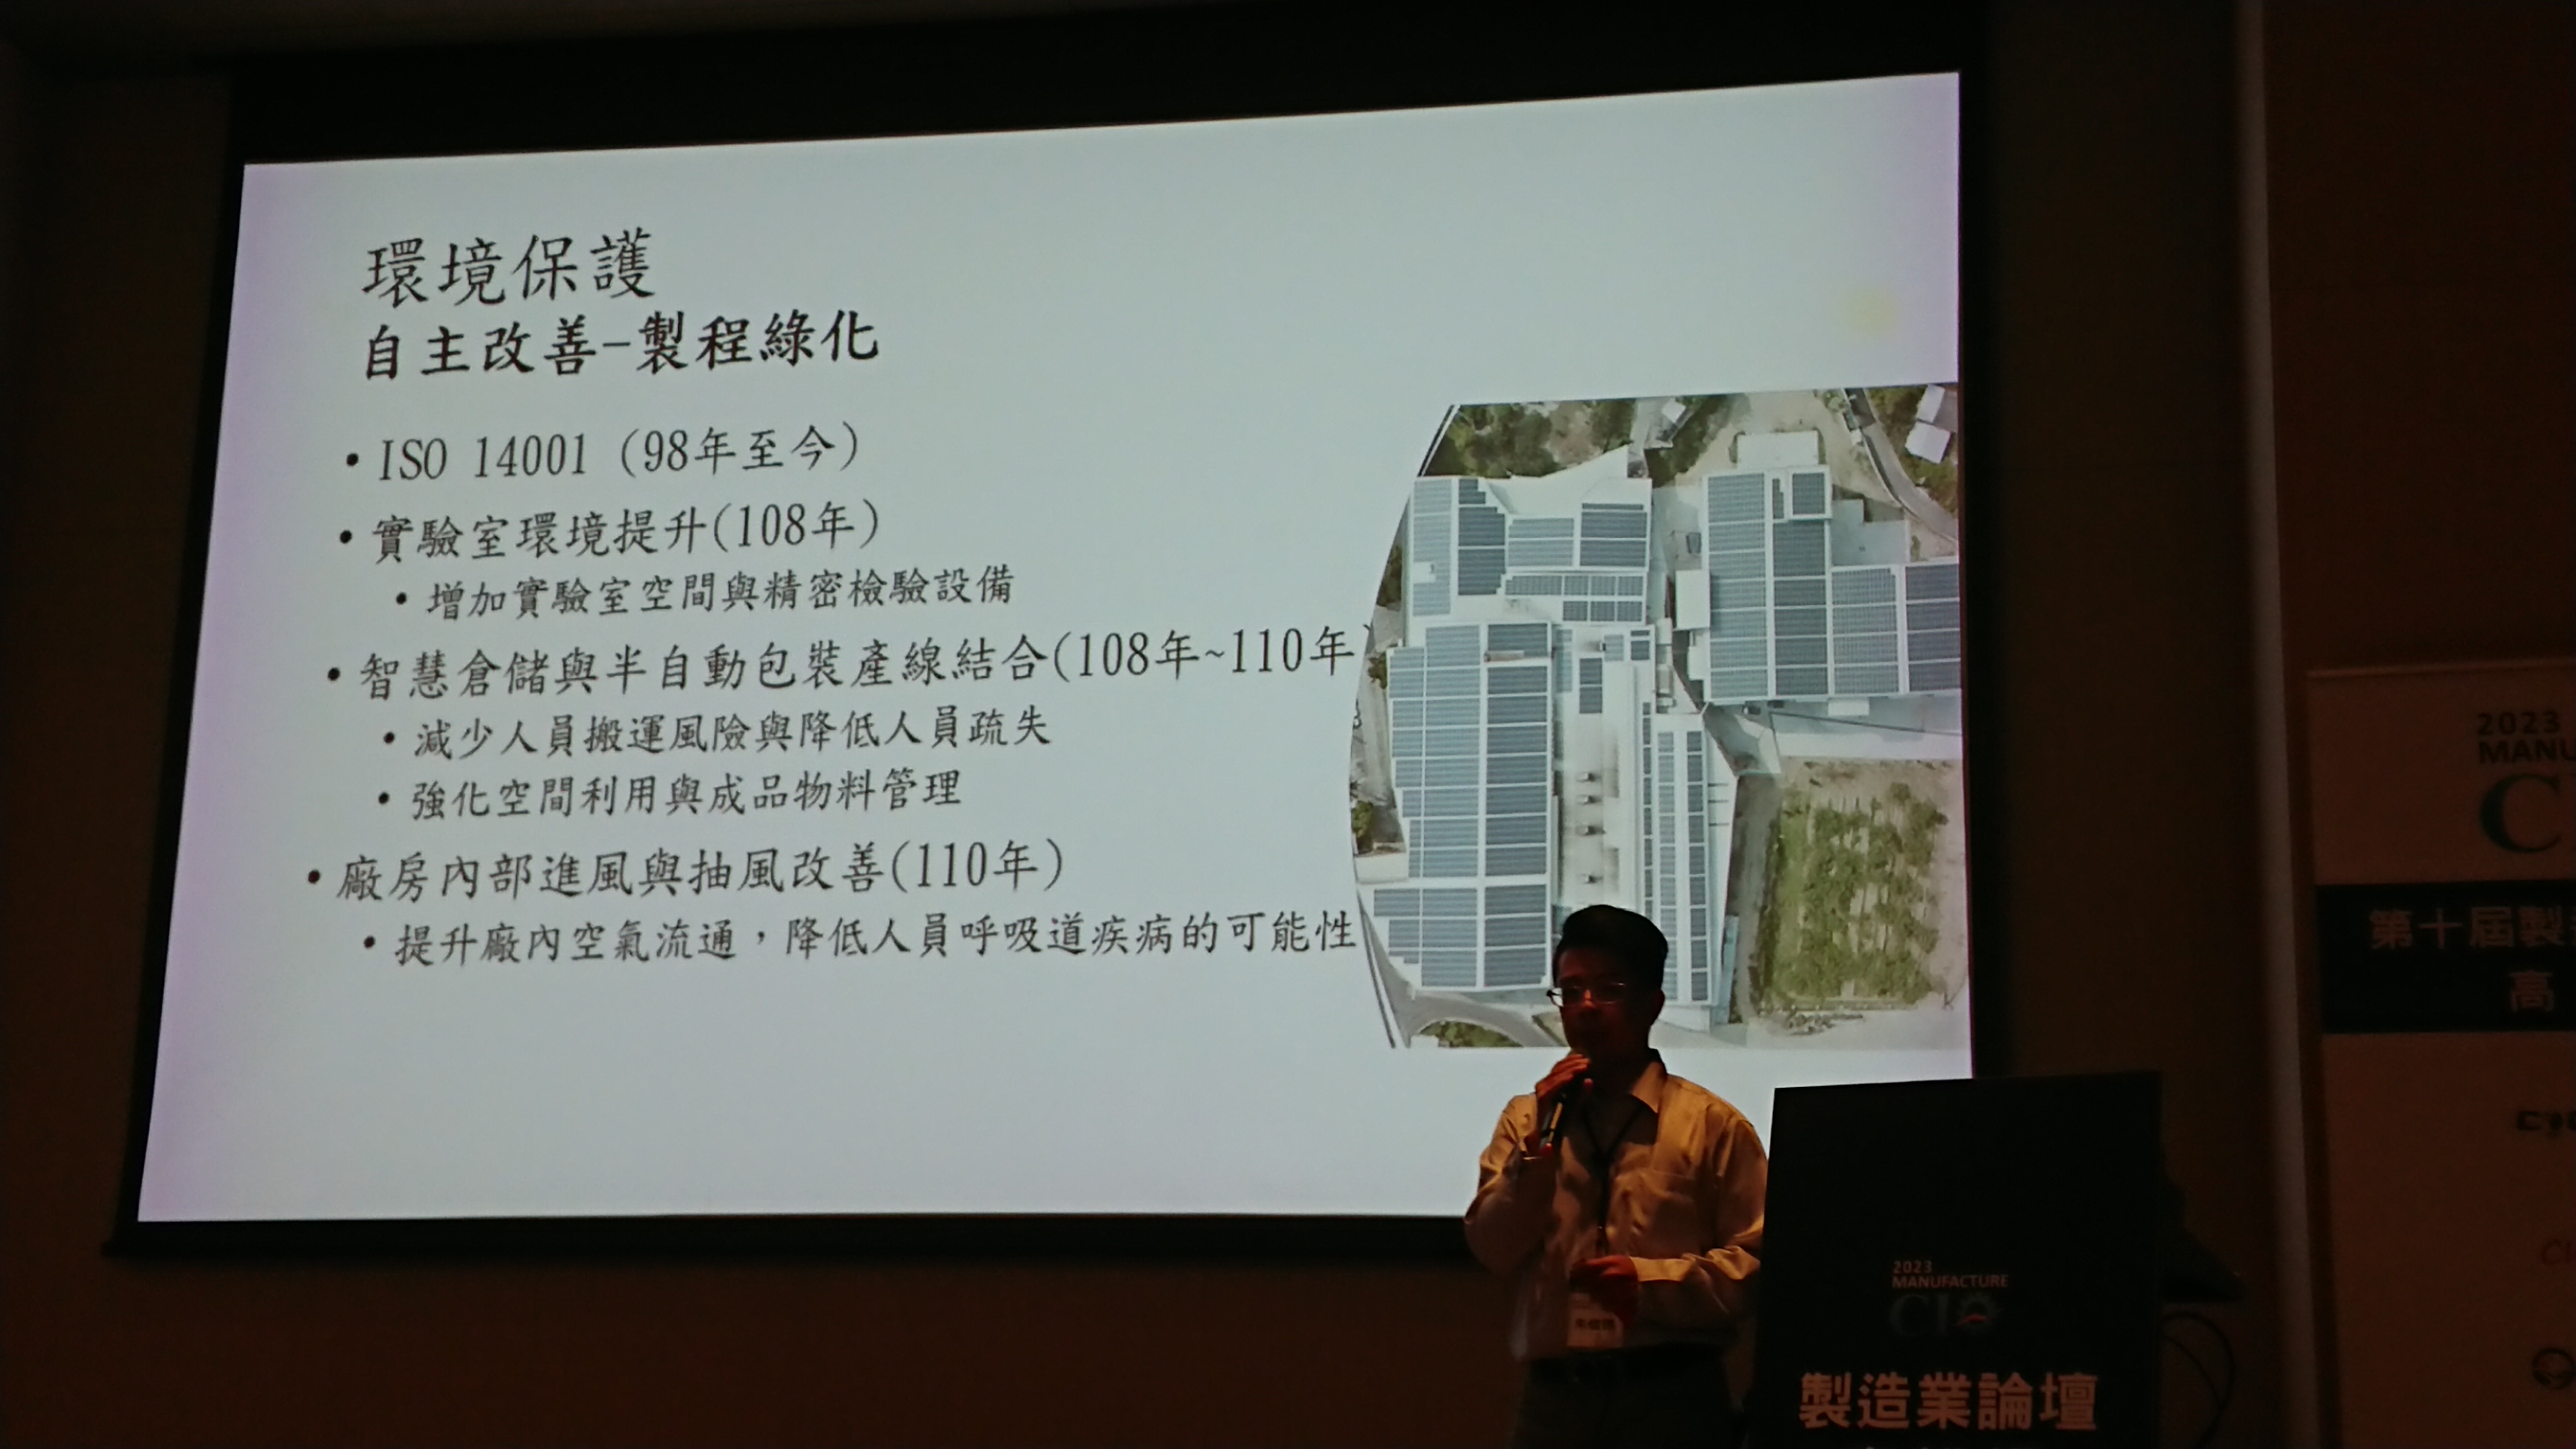 環境保護
自主改善-製程綠化
• ISO 14001 (98年至今)
• 實驗室環境提升(108年)
• 增加實驗室空間與精密檢驗設備
• 智慧倉儲與半自動包裝產線結合(108年~110年)
• 減少人員搬運風險與降低人員疏失
• 強化空間利用與成品物料管理
• 廠房內部進風與抽風改善(110年)
• 提升廠內空氣流通，降低人員呼吸道疾病的可能性
2023
MANU
C
第十屆製
高
2023
MANUFACTURE
CIO
製造業論壇